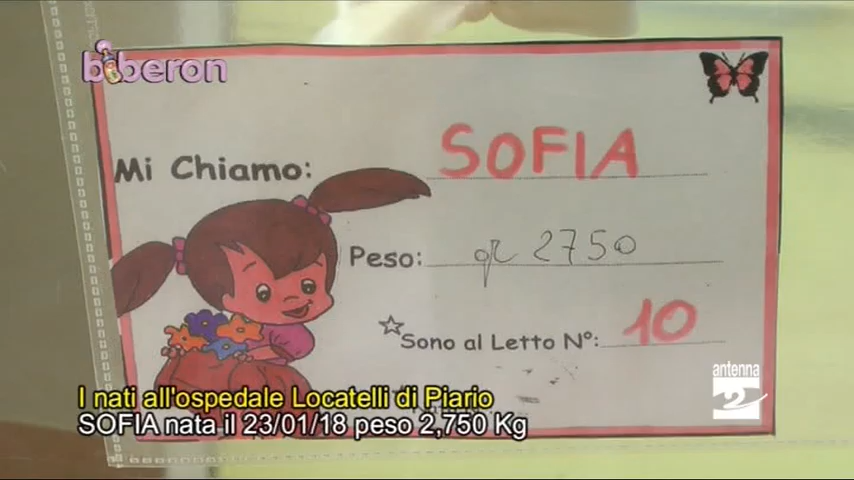 biberon
Mi Chiamo: SOFIA
Peso: gr 2750
Sono al Letto N°: 10
I nati all'ospedale Locatelli di Piario
SOFIA nata il 23/01/18 peso 2,750 Kg
antenna
2